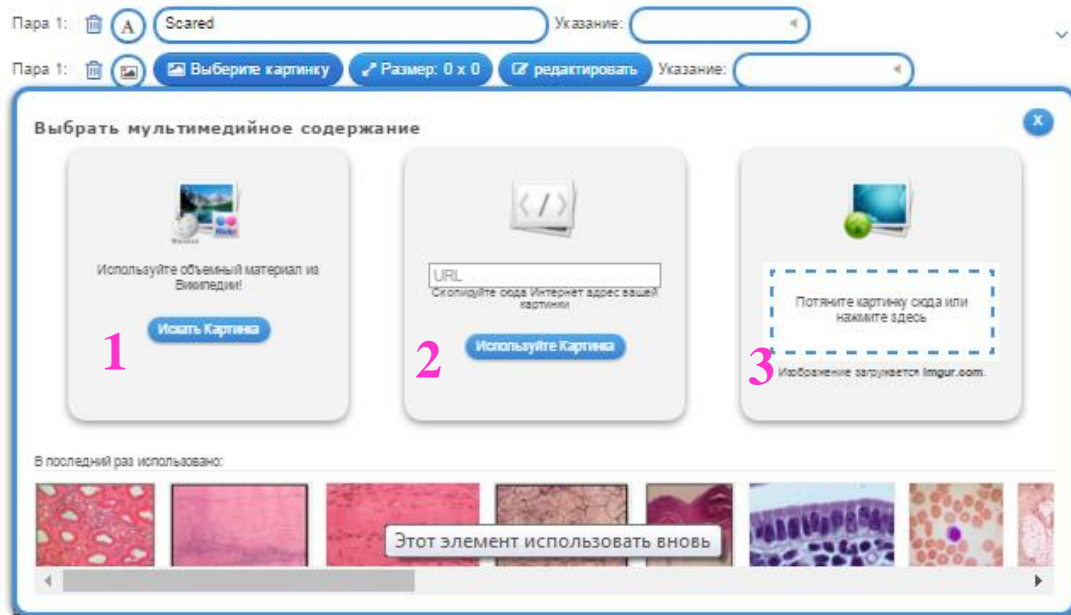 Пара 1: A Scared Указание:
Пара 1: Выберите картинку Размер: 0 x 0 редактировать Указание:
Выбрать мультимедийное содержание X
Используйте объемный материал из
Википедии!
Искать Картинка
1
</>
URL
Скопируйте сюда Интернет адрес вашей
картинки
Используйте Картинка
2
Потяните картинку сюда или
нажмите здесь
Изображение загружается imgur.com.
3
В последний раз использовано:
Этот элемент использовать вновь